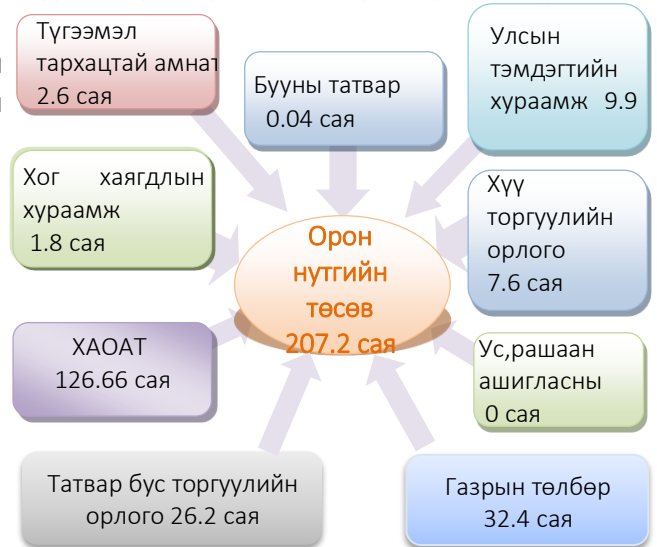 Түгээмэл
тархацтай амнат
2.6 сая
Бууны татвар
0.04 сая
Улсын
тэмдэгтийн
хураамж 9.9
Хог хаягдлын
хураамж
1.8 сая
Хүү
торгуулийн
орлого
7.6 сая
Орон
нутгийн
төсөв
207.2 сая
ХАОАТ
126.66 сая
Ус,рашаан
ашигласны
0 сая
Татвар бус торгуулийн
орлого 26.2 сая
Газрын төлбөр
32.4 сая